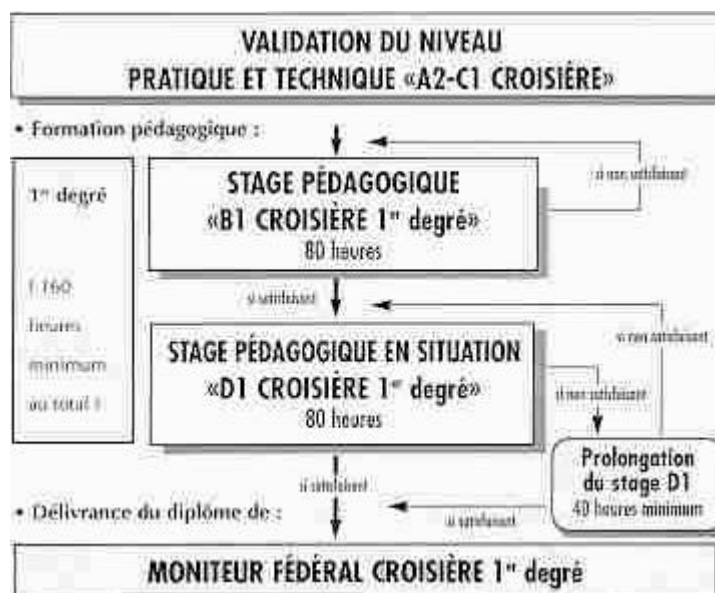 VALIDATION DU NIVEAU
PRATIQUE ET TECHNIQUE «A2-C1 CROISIÉRE»
• Formation pédagogique :
1er degré
( 160
heures
minimum
au total )
STAGE PÉDAGOGIQUE
«B1 CROISIÈRE 1er degré»
80 heures
si non satisfaisant
si satisfaisant
si non satisfaisant
STAGE PÉDAGOGIQUE EN SITUATION
«D1 CROISIÈRE 1er degré»
80 heures
si non satisfaisant
Prolongation
du stage D1
40 heures minimum
si satisfaisant
si satisfaisant
• Délivrance du diplôme de :
MONITEUR FÉDÉRAL CROISIÈRE 1er degré